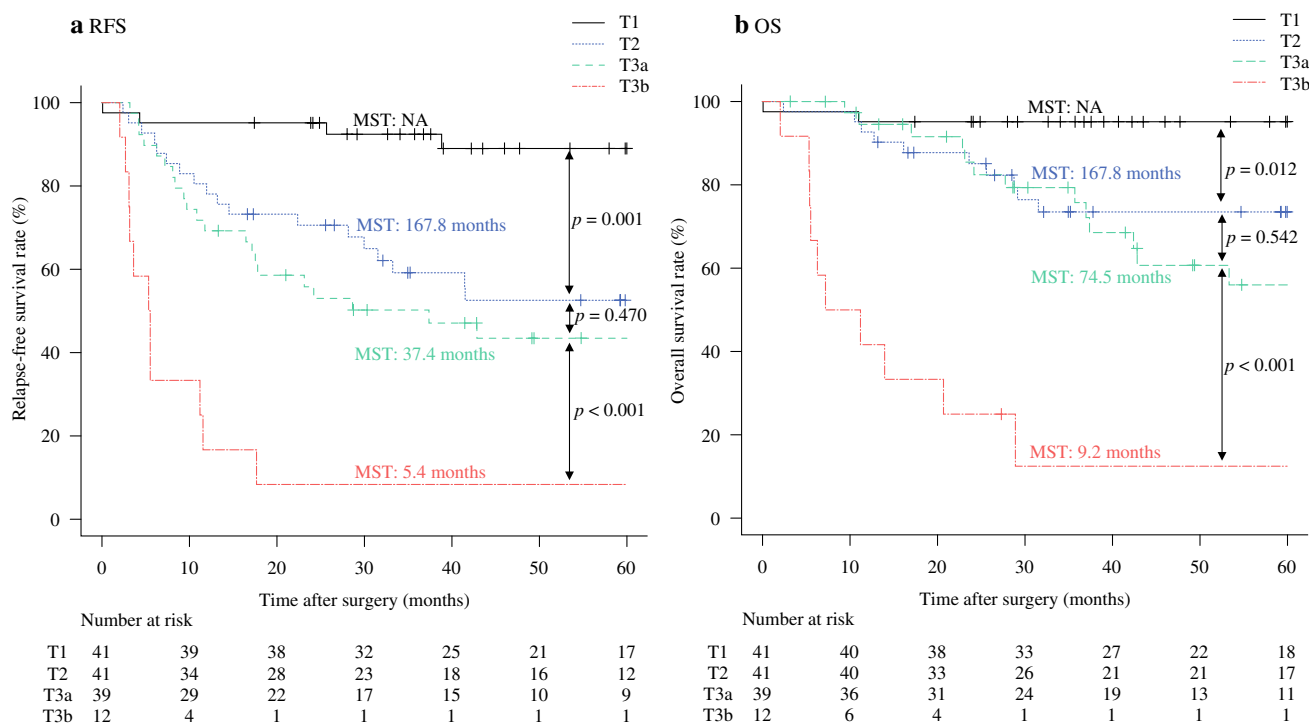 a RFS
T1
T2
T3a
T3b
Relapse-free survival rate (%)
100
80
60
40
20
0
MST: NA
MST: 167.8 months
MST: 37.4 months
MST: 5.4 months
p = 0.001
p = 0.470
p < 0.001
0 10 20 30 40 50 60
Time after surgery (months)
Number at risk
T1 41 39 38 32 25 21 17
T2 41 34 28 23 18 16 12
T3a 39 29 22 17 15 10 9
T3b 12 4 1 1 1 1 1
b OS
T1
T2
T3a
T3b
Overall survival rate (%)
100
80
60
40
20
0
MST: NA
MST: 167.8 months
MST: 74.5 months
MST: 9.2 months
p = 0.012
p = 0.542
p < 0.001
0 10 20 30 40 50 60
Time after surgery (months)
Number at risk
T1 41 40 38 33 27 22 18
T2 41 40 33 26 21 21 17
T3a 39 36 31 24 19 13 11
T3b 12 6 4 1 1 1 1